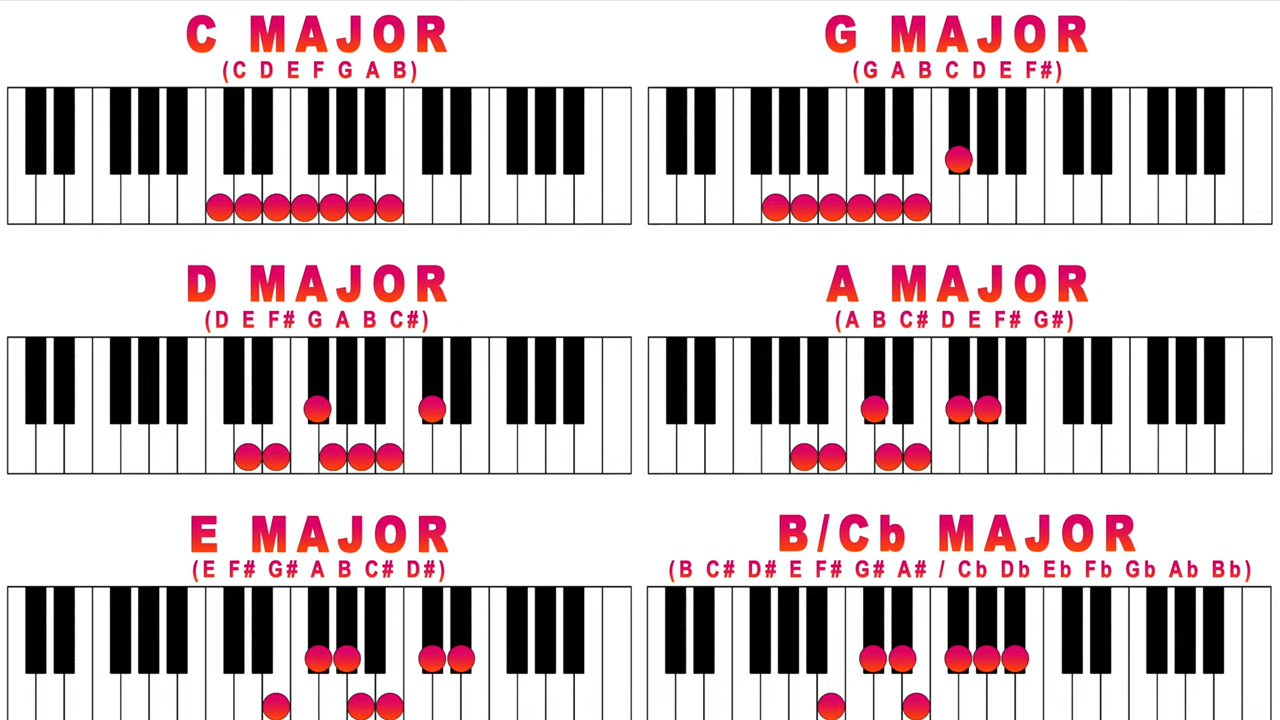 C MAJOR
(C D E F G A B)
G MAJOR
(G A B C D E F#)
D MAJOR
(D E F# G A B C#)
A MAJOR
(A B C# D E F# G#)
E MAJOR
(E F# G# A B C# D#)
B/Cb MAJOR
(B C# D# E F# G# A# / Cb Db Eb Fb Gb Ab Bb)